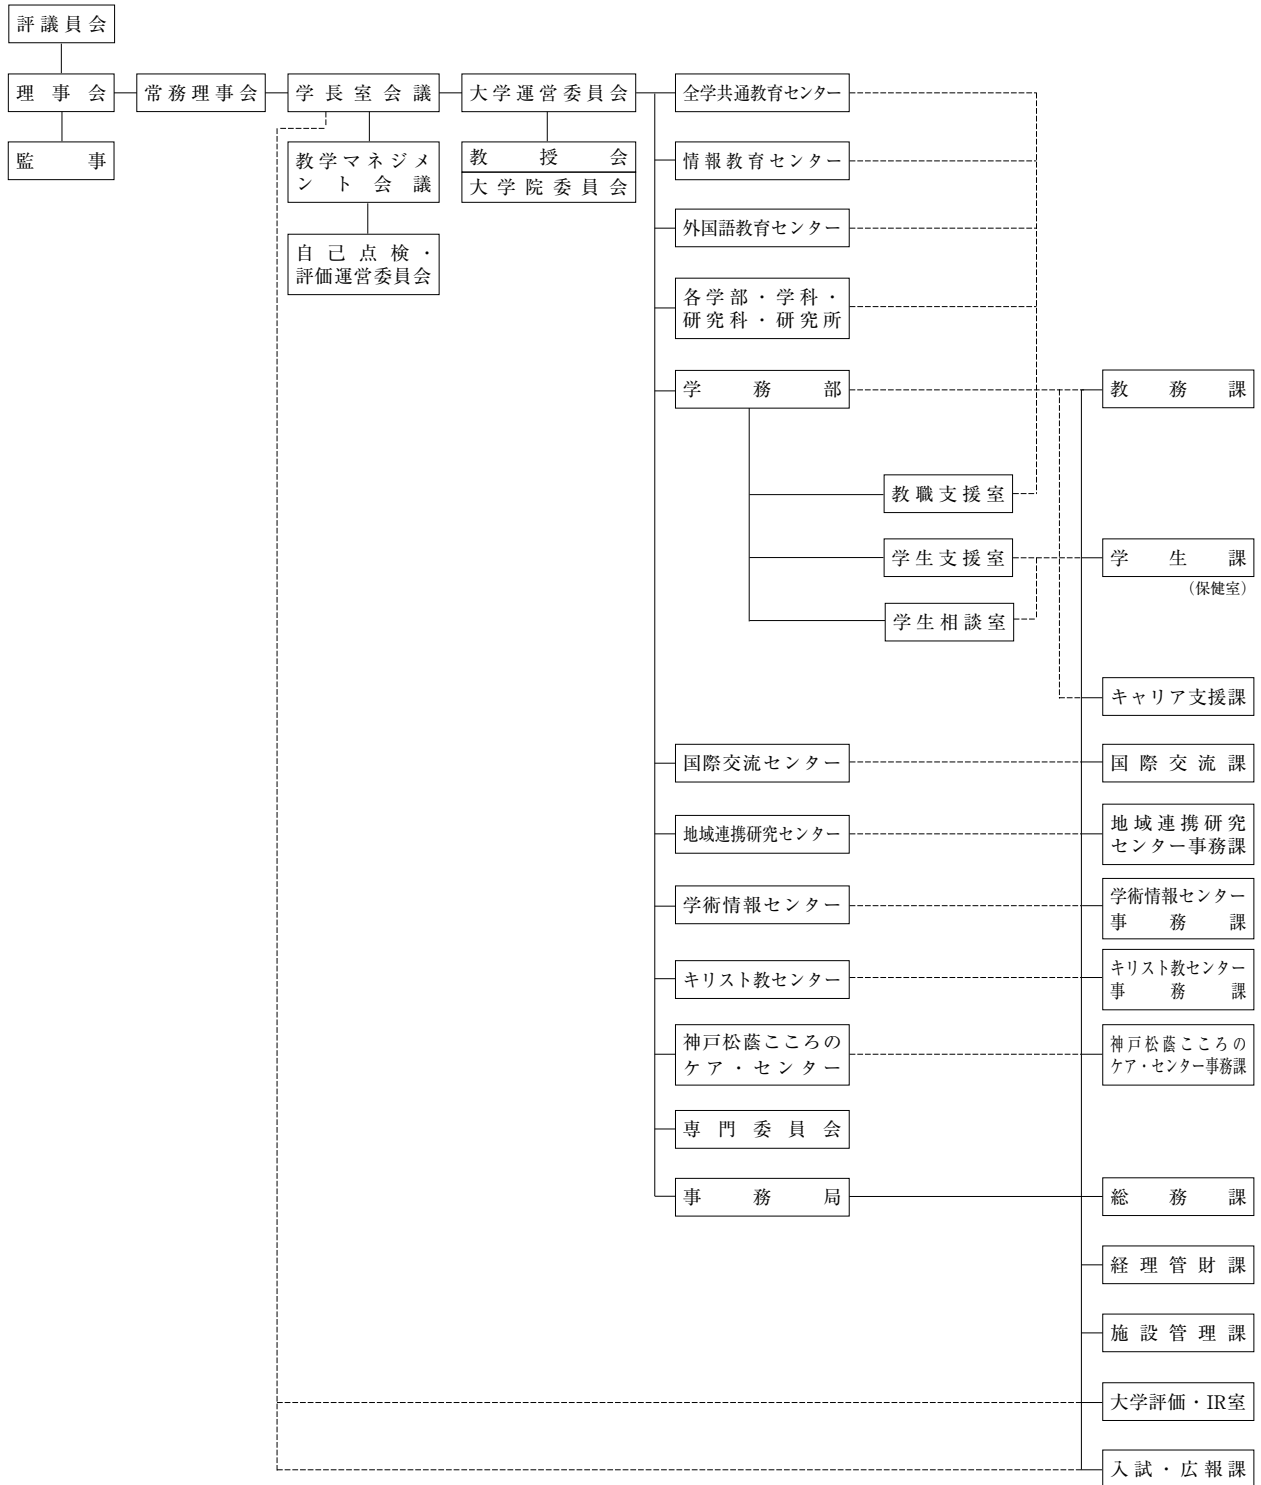 評議員会
理事会
常務理事会
学長室会議
大学運営委員会
監事
教学マネジメ
ント会議
自己点検・
評価運営委員会
教授会
大学院委員会
全学共通教育センター
情報教育センター
外国語教育センター
各学部・学科・
研究科・研究所
学務部
教務課
教職支援室
学生支援室
学生課
（保健室）
学生相談室
キャリア支援課
国際交流センター
国際交流課
地域連携研究センター
地域連携研究
センター事務課
学術情報センター
学術情報センター
事務課
キリスト教センター
キリスト教センター
事務課
神戸松蔭こころの
ケア・センター
神戸松蔭こころの
ケア・センター事務課
専門委員会
事務局
総務課
経理管財課
施設管理課
大学評価・IR室
入試・広報課